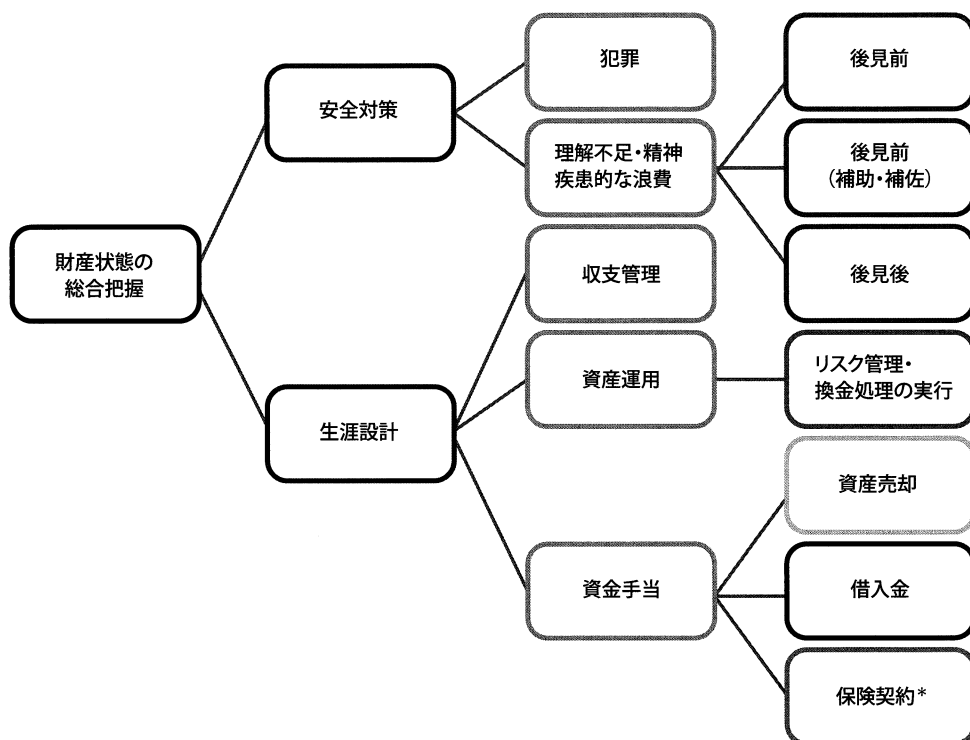 財産状態の
総合把握
安全対策
生涯設計
犯罪
理解不足・精神
疾患的な浪費
収支管理
資産運用
資金手当
後見前
後見前
（補助・補佐）
後見後
リスク管理・
換金処理の実行
資産売却
借入金
保険契約*